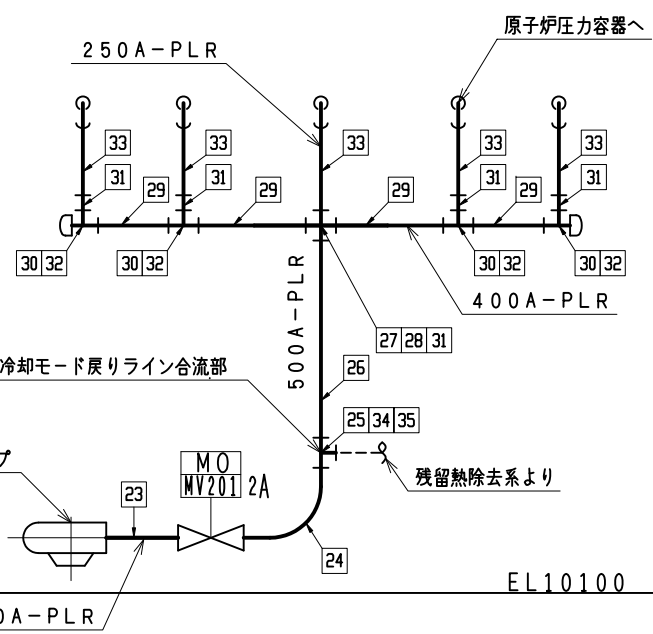 原子炉圧力容器へ
250A-PLR
33 33 33 33 33
31 31 31 31
29 29 29 29
30 32 30 32 30 32 30 32
400A-PLR
500A-PLR
27 28 31
冷却モード戻りライン合流部
26
25 34 35
プ
MO
MV201 2A
残留熱除去系より
23
24
EL10100
0A-PLR